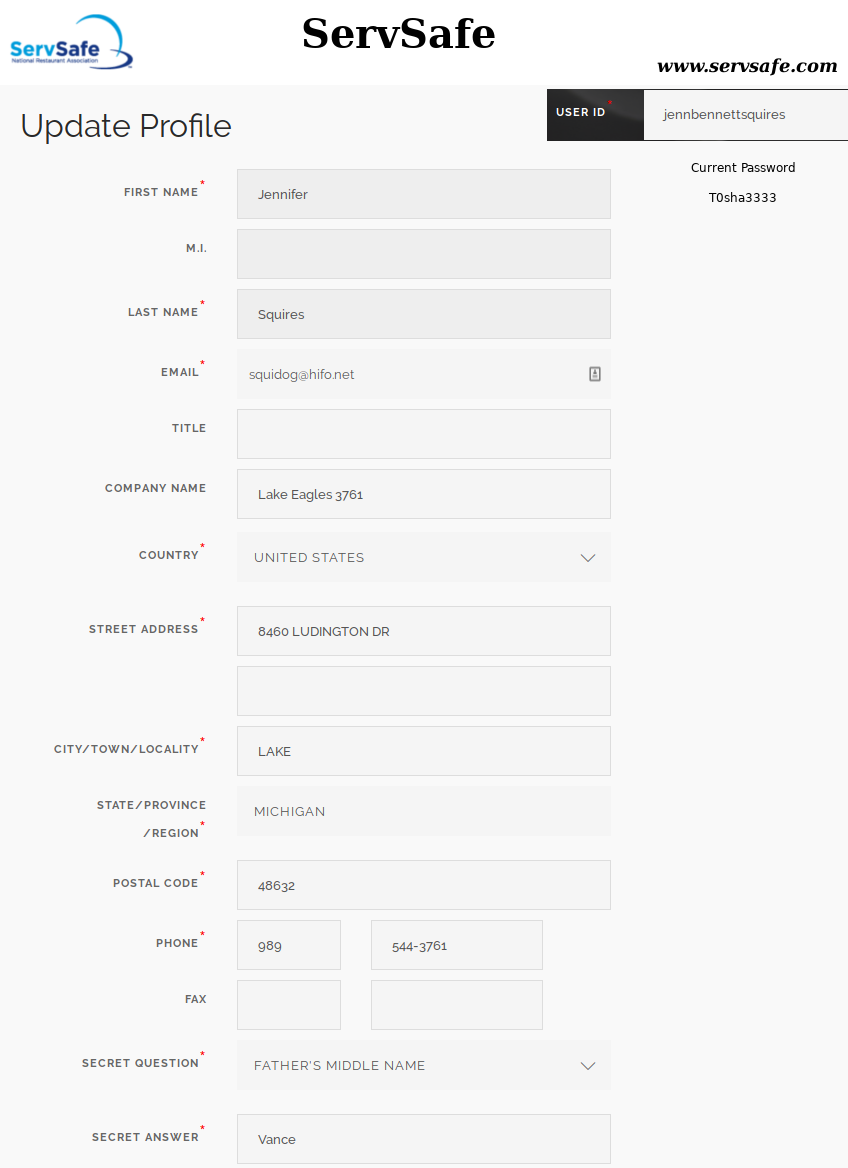 ServSafe
National Restaurant Association
ServSafe
www.servsafe.com
Update Profile
USER ID* jennbennettsquires
Current Password
T0sha3333
FIRST NAME* Jennifer
M.I.
LAST NAME* Squires
EMAIL* squidog@hifo.net
TITLE
COMPANY NAME Lake Eagles 3761
COUNTRY* UNITED STATES
STREET ADDRESS* 8460 LUDINGTON DR
CITY/TOWN/LOCALITY* LAKE
STATE/PROVINCE
/REGION* MICHIGAN
POSTAL CODE* 48632
PHONE* 989 544-3761
FAX
SECRET QUESTION* FATHER'S MIDDLE NAME
SECRET ANSWER* Vance